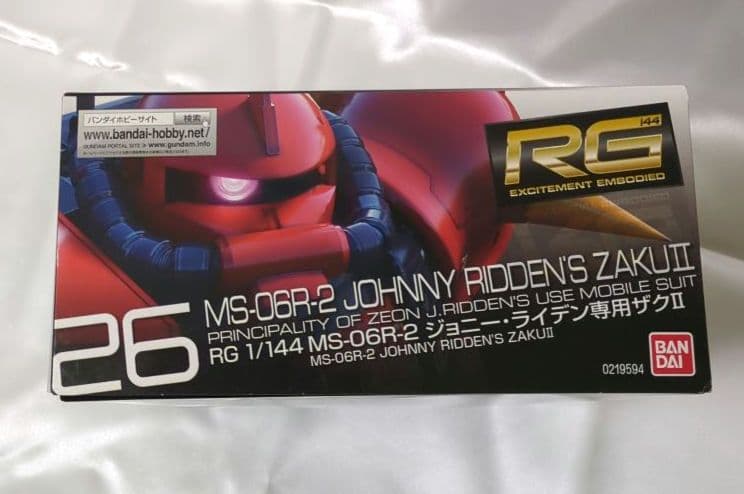 バンダイホビーサイト 検索
www.bandai-hobby.net/
GUNDAM PORTAL SITE > www.gundam.info
1/44
RG
EXCITEMENT EMBODIED
26
MS-06R-2 JOHNNY RIDDEN'S ZAKUⅡ
PRINCIPALITY OF ZEON J.RIDDEN'S USE MOBILE SUIT
RG 1/144 MS-06R-2 ジョニー・ライデン専用ザクⅡ
MS-06R-2 JOHNNY RIDDEN'S ZAKUⅡ
BAN
DAI
0219594